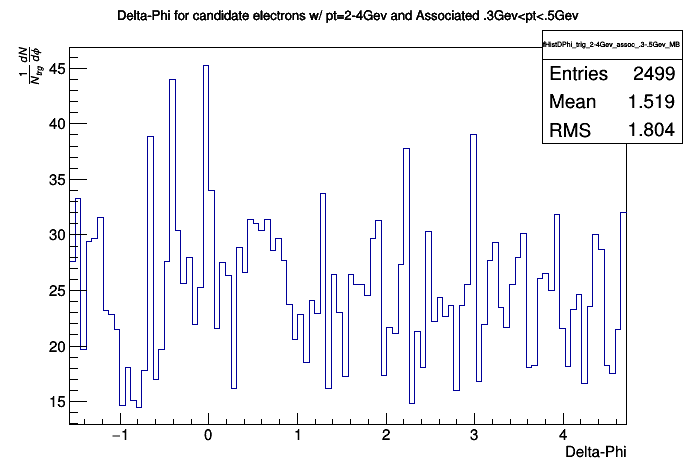 Delta-Phi for candidate electrons w/ pt=2-4Gev and Associated .3Gev<pt<.5Gev
fHistDPhi_trig_2-4Gev_assoc_.3-.5Gev_MB
Entries 2499
Mean 1.519
RMS 1.804
1 dN
N_trig dϕ
45
40
35
30
25
20
15
−1 0 1 2 3 4
Delta-Phi